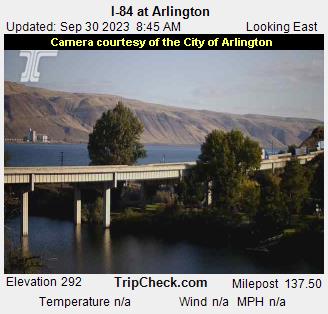 I-84 at Arlington
Updated: Sep 30 2023 8:45 AM Looking East
Camera courtesy of the City of Arlington
Elevation 292 TripCheck.com Milepost 137.50
Temperature n/a Wind n/a MPH n/a